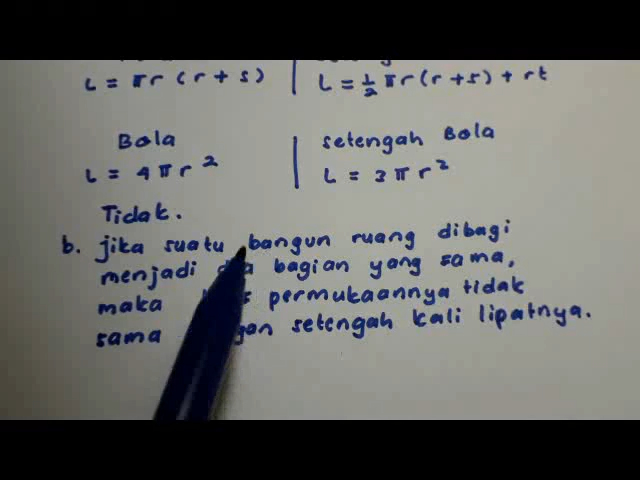 L = πr (r + s) | L = ½ πr (r + s) + rt
Bola | setengah Bola
L = 4πr² | L = 3πr²
Tidak.
b. jika suatu bangun ruang dibagi
menjadi bagian yang sama,
maka permukaannya tidak
sama setengah kali lipatnya.